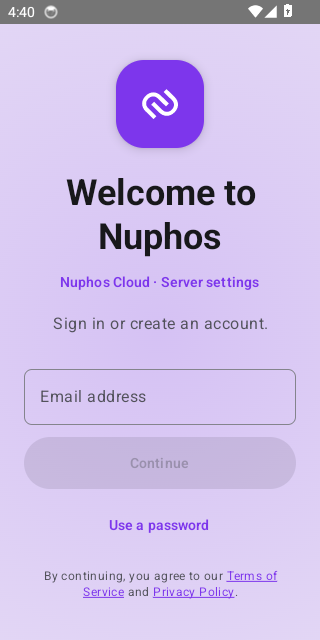 4:40
Welcome to
Nuphos
Nuphos Cloud · Server settings
Sign in or create an account.
Email address
Continue
Use a password
By continuing, you agree to our Terms of
Service and Privacy Policy.